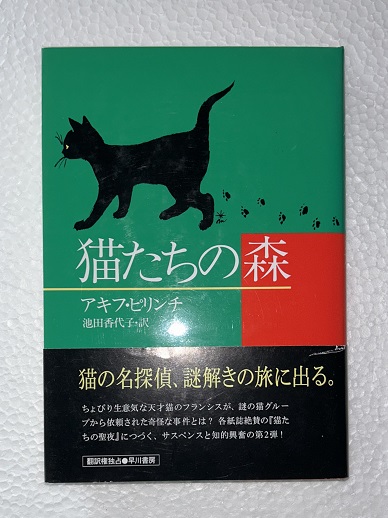 猫たちの森
アキフ・ピリンチ
池田香代子・訳
猫の名探偵、謎解きの旅に出る。
ちょぴり生意気な天才猫のフランシスが、謎の猫グルー
プから依頼された奇怪な事件とは? 各紙誌絶賛の『猫た
ちの聖夜』につづく、サスペンスと知的興奮の第2弾!
翻訳権独占●早川書房